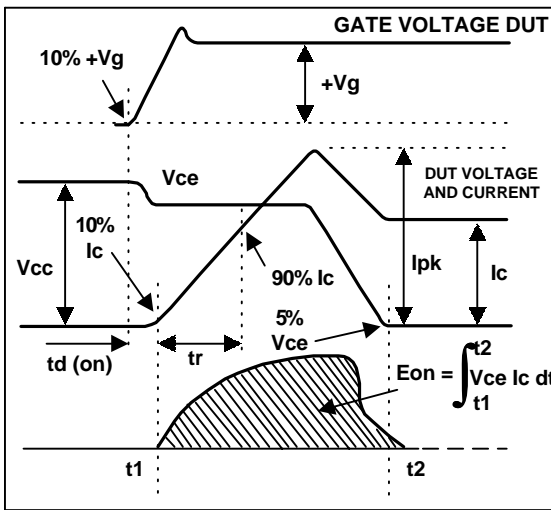 GATE VOLTAGE DUT
10% +Vg
+Vg
Vce
DUT VOLTAGE
AND CURRENT
Vcc
10%
Ic
90% Ic
Ipk
Ic
5%
Vce
td (on)
tr
Eon = ∫ Vce Ic dt
t2
t1
t1
t2